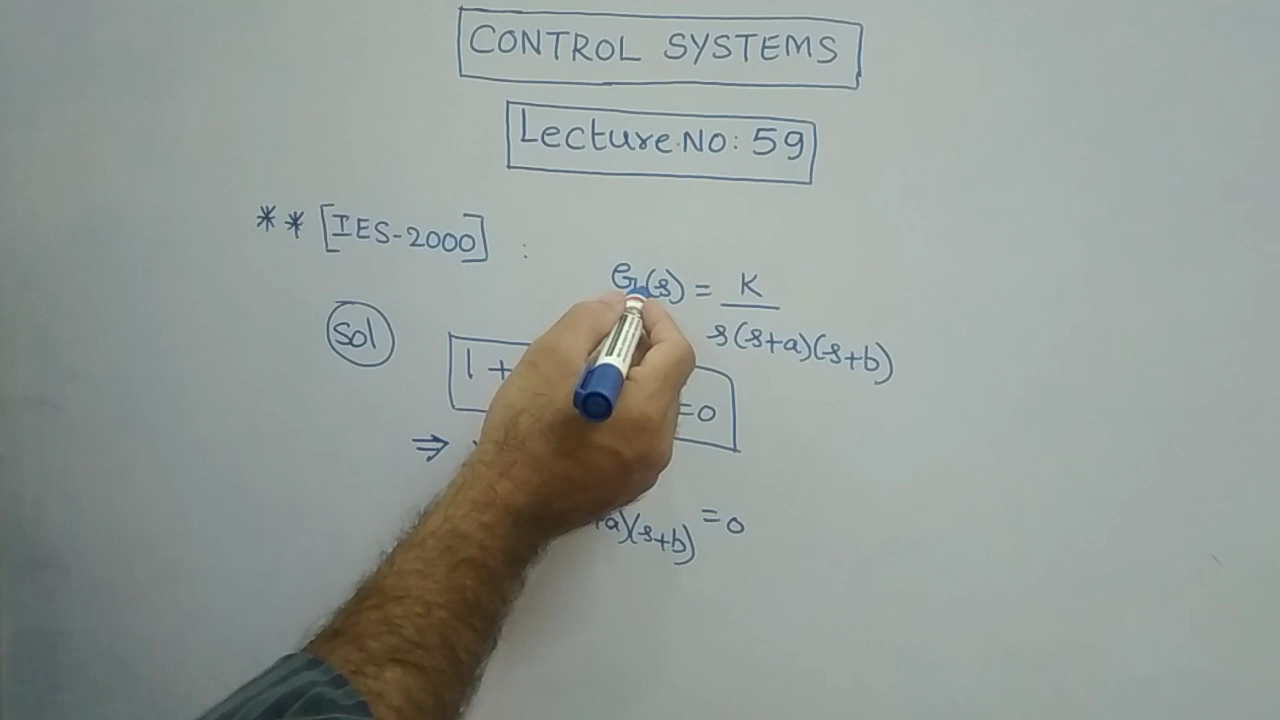 CONTROL SYSTEMS
Lecture.No: 59
** [IES-2000] :
G(s) = K
s(s+a)(s+b)
Sol
1 + =0
⇒
+a)(s+b) =0